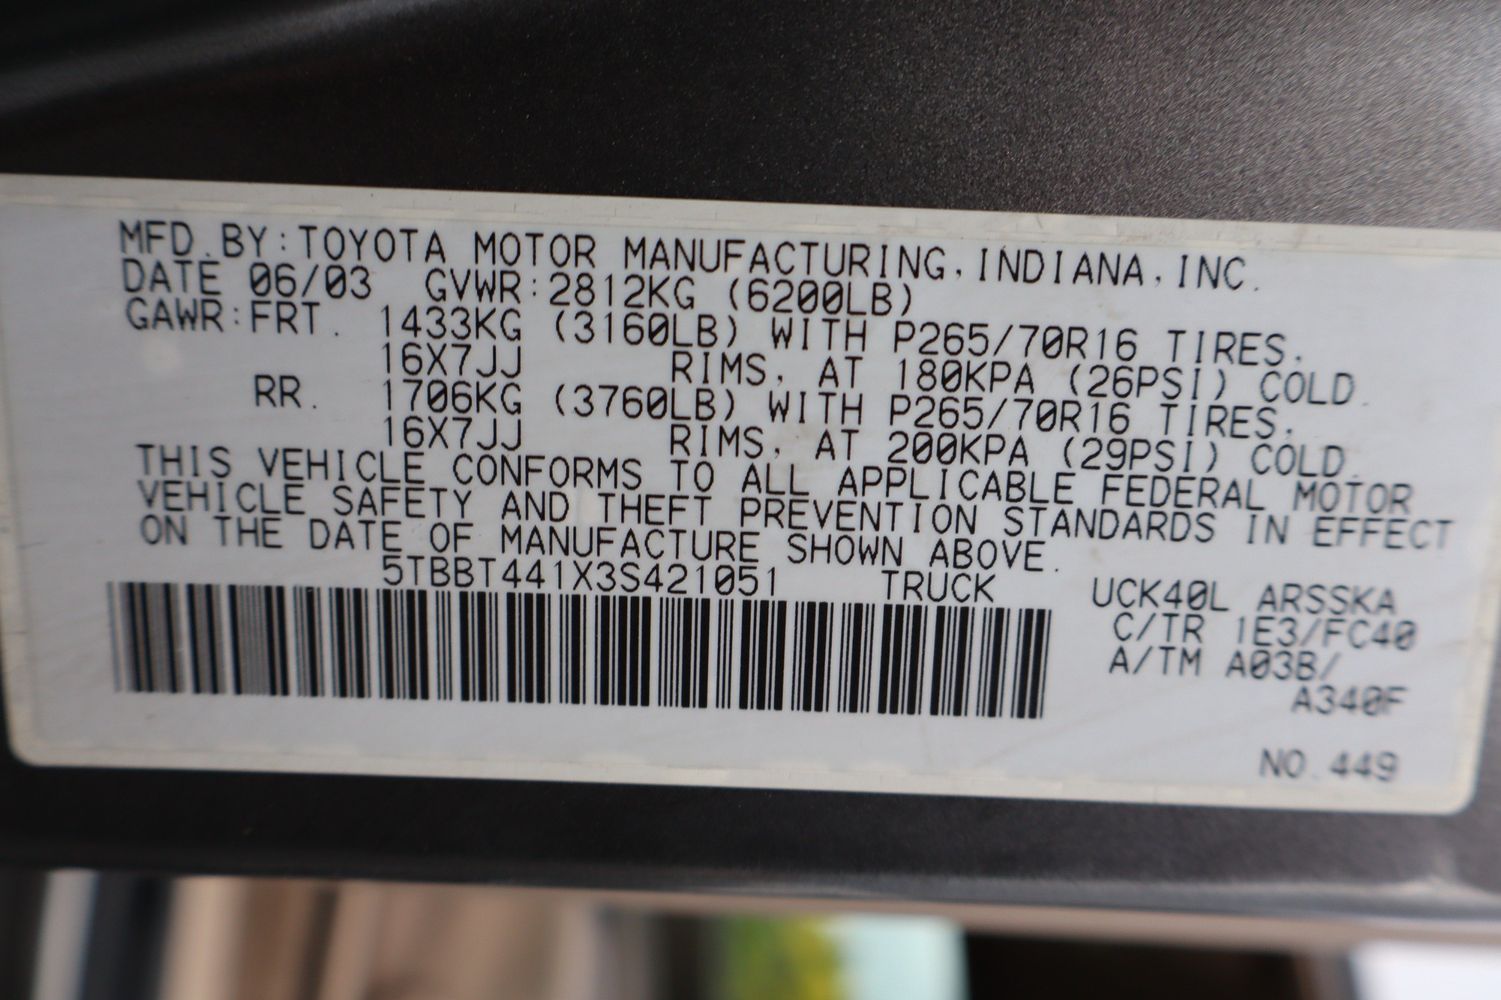 MFD.BY:TOYOTA MOTOR MANUFACTURING,INDIANA,INC.
DATE 06/03 GVWR:2812KG (6200LB)
GAWR:FRT. 1433KG (3160LB) WITH P265/70R16 TIRES.
16X7JJ RIMS, AT 180KPA (26PSI) COLD.
RR. 1706KG (3760LB) WITH P265/70R16 TIRES.
16X7JJ RIMS, AT 200KPA (29PSI) COLD.
THIS VEHICLE CONFORMS TO ALL APPLICABLE FEDERAL MOTOR
VEHICLE SAFETY AND THEFT PREVENTION STANDARDS IN EFFECT
ON THE DATE OF MANUFACTURE SHOWN ABOVE.
5TBBT441X3S421051 TRUCK
UCK40L ARSSKA
C/TR 1E3/FC40
A/TM A03B/
A340F
NO.449